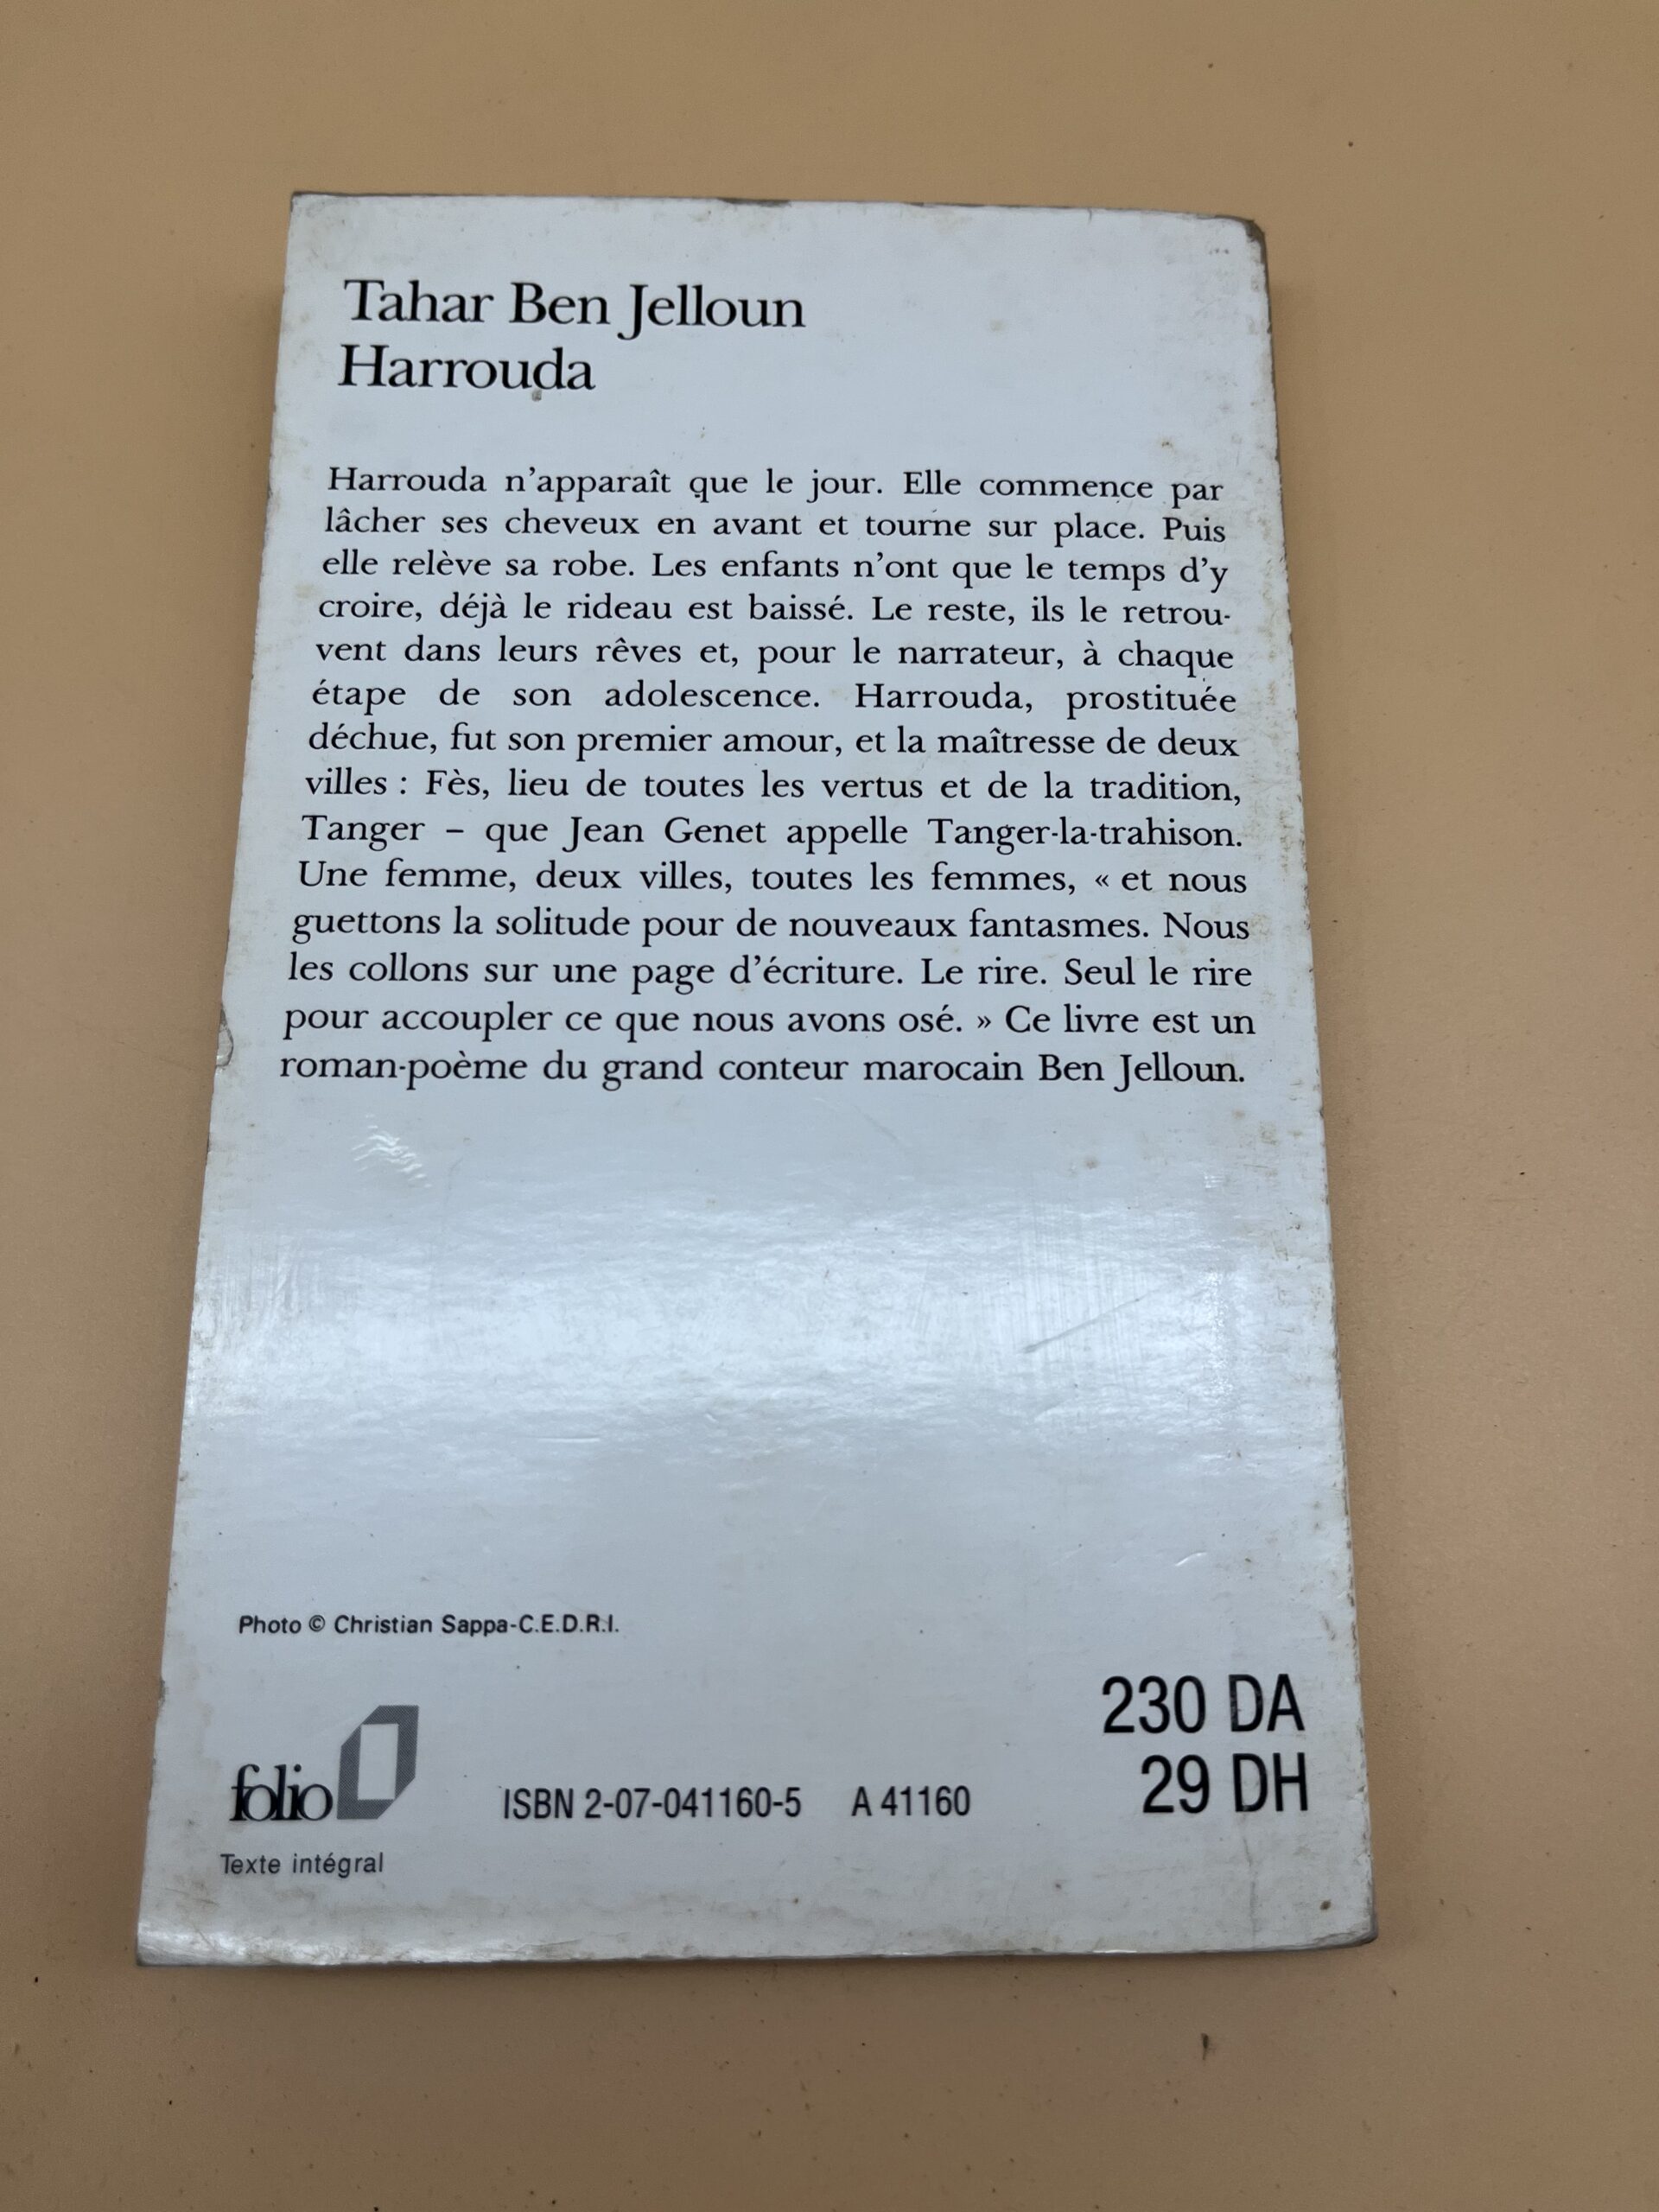 Tahar Ben Jelloun
Harrouda
Harrouda n'apparaît que le jour. Elle commence par
lâcher ses cheveux en avant et tourne sur place. Puis
elle relève sa robe. Les enfants n'ont que le temps d'y
croire, déjà le rideau est baissé. Le reste, ils le retrou-
vent dans leurs rêves et, pour le narrateur, à chaque
étape de son adolescence. Harrouda, prostituée
déchue, fut son premier amour, et la maîtresse de deux
villes : Fès, lieu de toutes les vertus et de la tradition,
Tanger – que Jean Genet appelle Tanger-la-trahison.
Une femme, deux villes, toutes les femmes, « et nous
guettons la solitude pour de nouveaux fantasmes. Nous
les collons sur une page d'écriture. Le rire. Seul le rire
pour accoupler ce que nous avons osé. » Ce livre est un
roman-poème du grand conteur marocain Ben Jelloun.
Photo © Christian Sappa-C.E.D.R.I.
230 DA
29 DH
folio
ISBN 2-07-041160-5 A 41160
Texte intégral